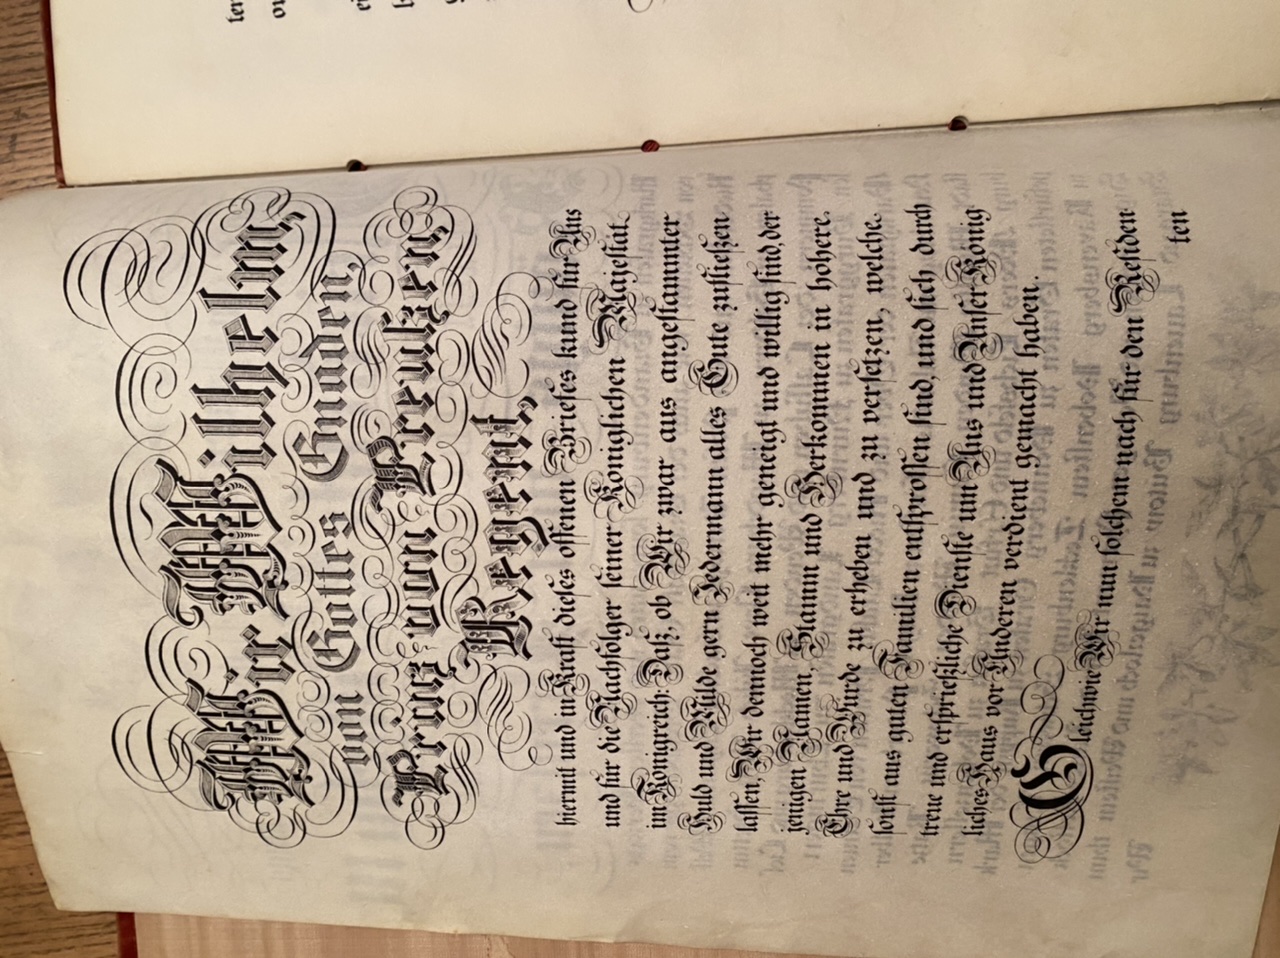 Wir Wilhelm,
von Gottes Gnaden,
Prinz von Preußzen,
Regent,
hiermit und in Kraft dieses offenen Briefes kund für Uns
und für die Nachfolger seiner Königlichen Majestät
im Königreich: Daß, ob Wir zwar aus angestammter
Huld und Milde gern Jedermann alles Gute zufließen
lassen, Wir dennoch weit mehr geneigt und willig sind, der
jenigen Namen, Stamm und Herkommen in höhere
Ehre und Würde zu erheben und zu versetzen, welche
sonst aus guten Familien entsprossen sind, und sich durch
treue und ersprießliche Dienste um Uns und Unser König
liches Haus vor Anderen verdient gemacht haben.
Gleichwie Wir nun solchem nach für den Residen
ten